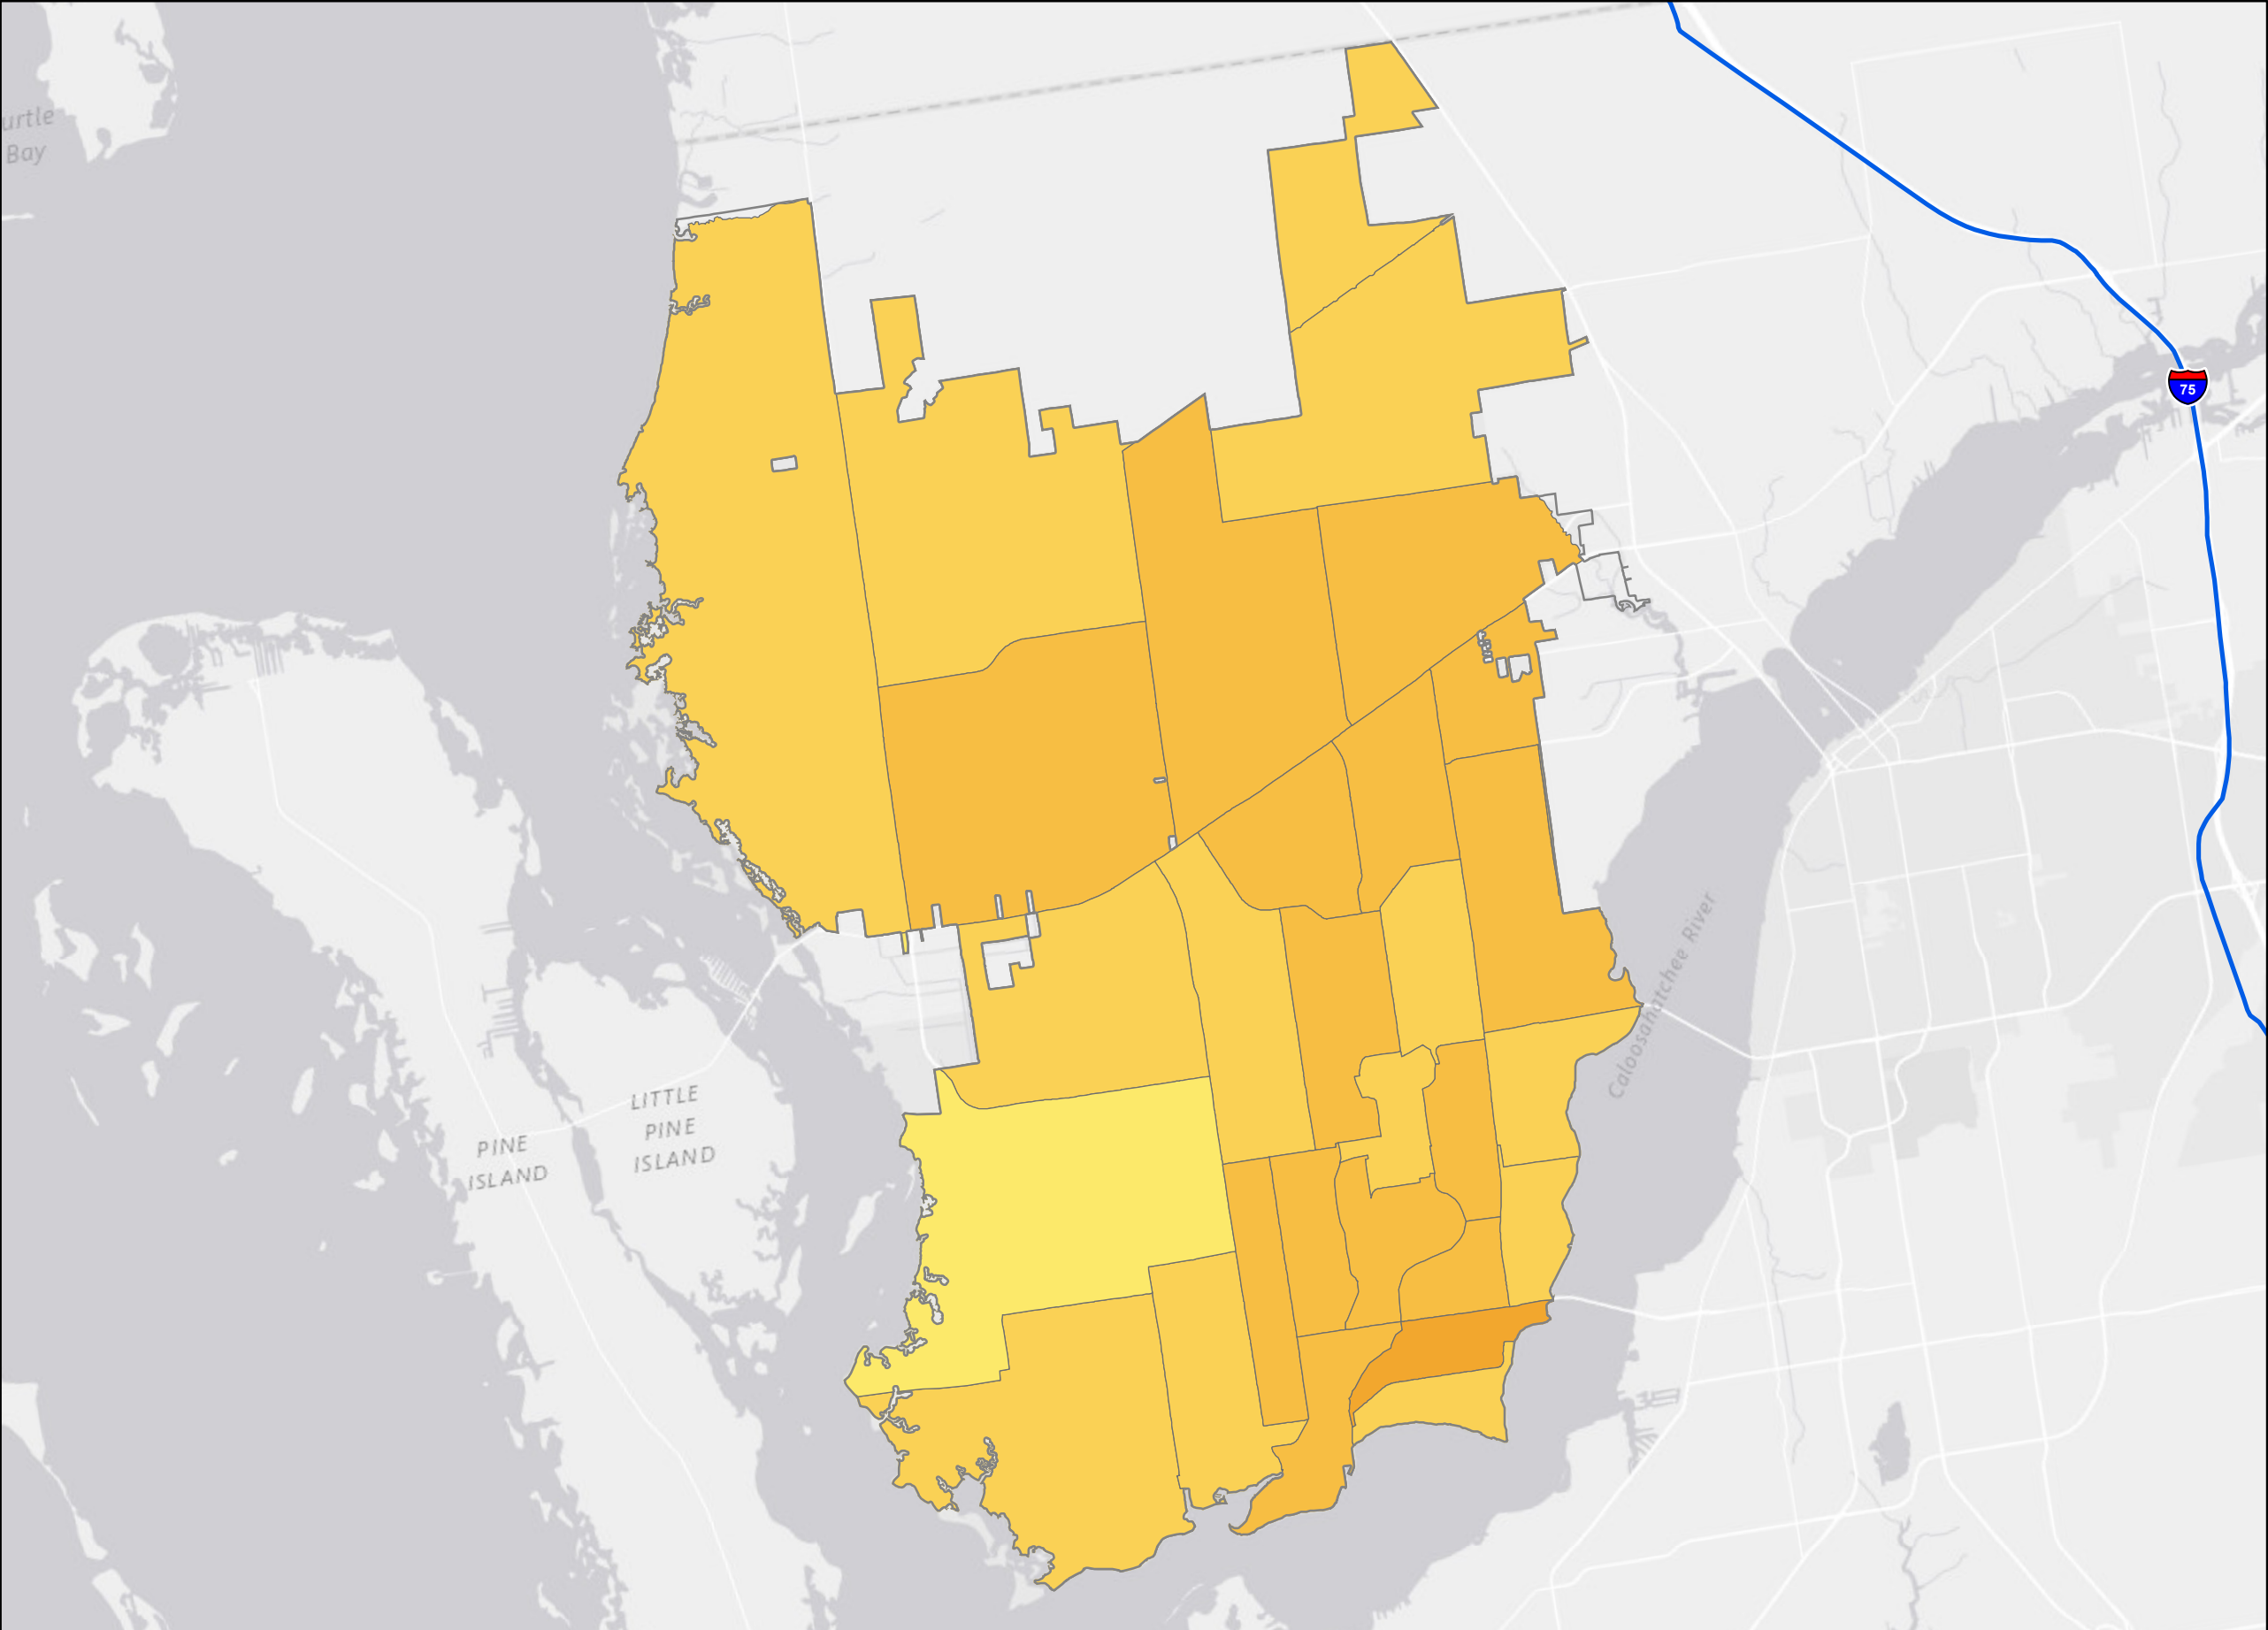 urtle
Bay
75
Caloosahatchee River
LITTLE
PINE
ISLAND
PINE
ISLAND